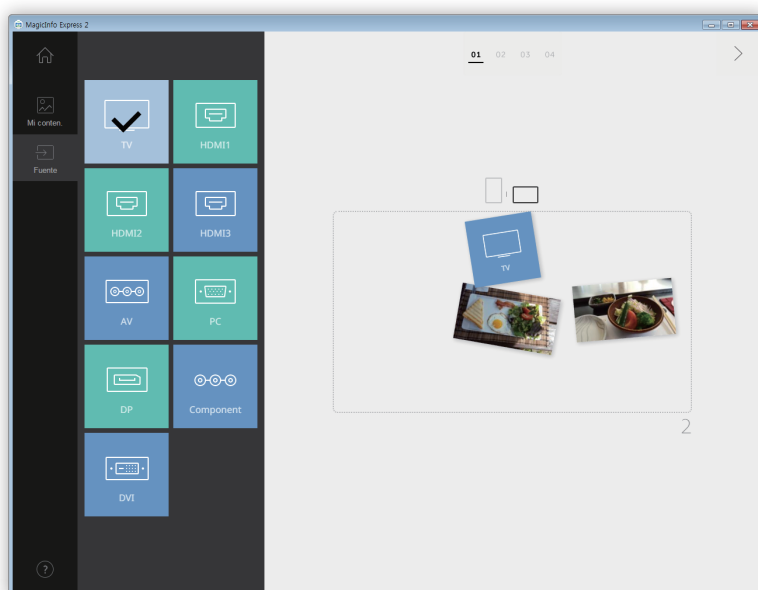 MagicInfo Express 2
01 02 03 04
Mi conten.
Fuente
TV
HDMI1
HDMI2
HDMI3
AV
PC
DP
Component
DVI
TV
2
?